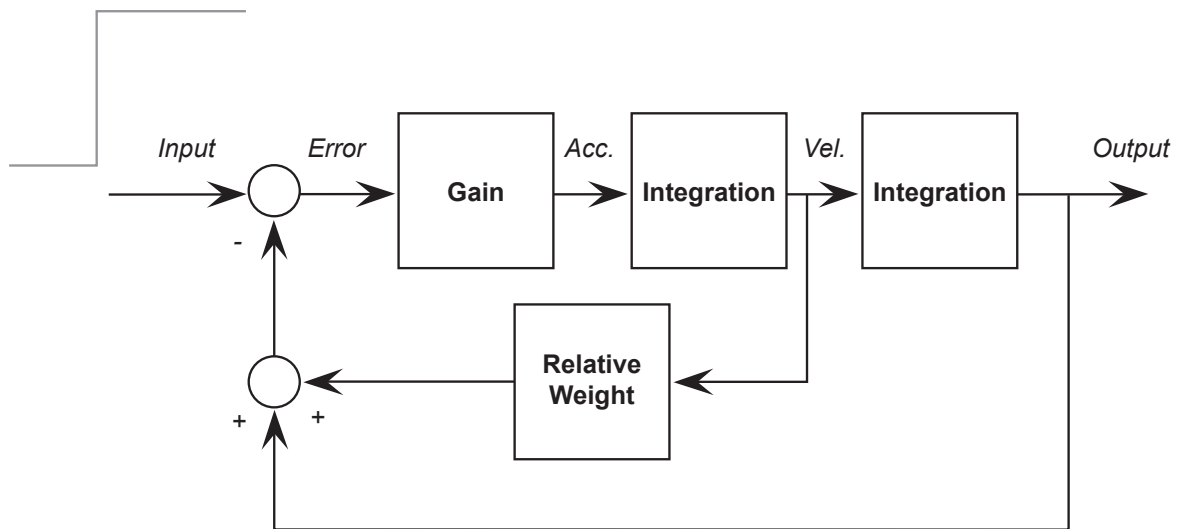 Input
Error
Gain
Acc.
Integration
Vel.
Integration
Output
-
Relative
Weight
+
+